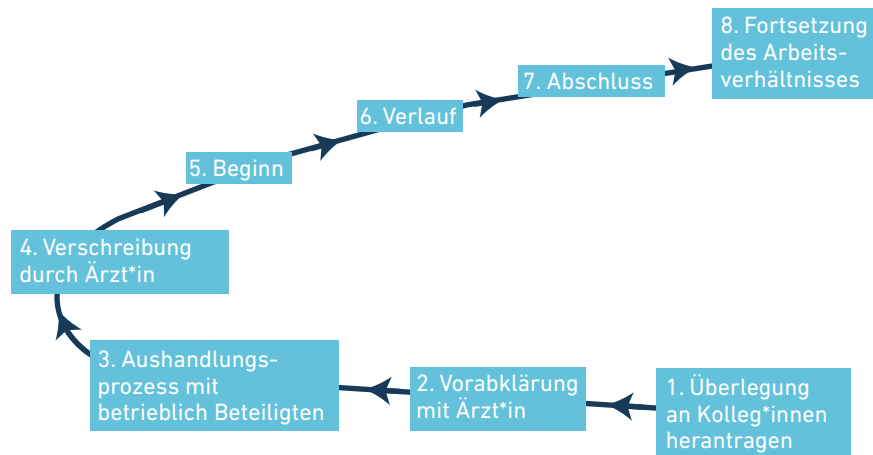 1. Überlegung
an Kolleg*innen
herantragen
2. Vorabklärung
mit Ärzt*in
3. Aushandlungs-
prozess mit
betrieblich Beteiligten
4. Verschreibung
durch Ärzt*in
5. Beginn
6. Verlauf
7. Abschluss
8. Fortsetzung
des Arbeits-
verhältnisses